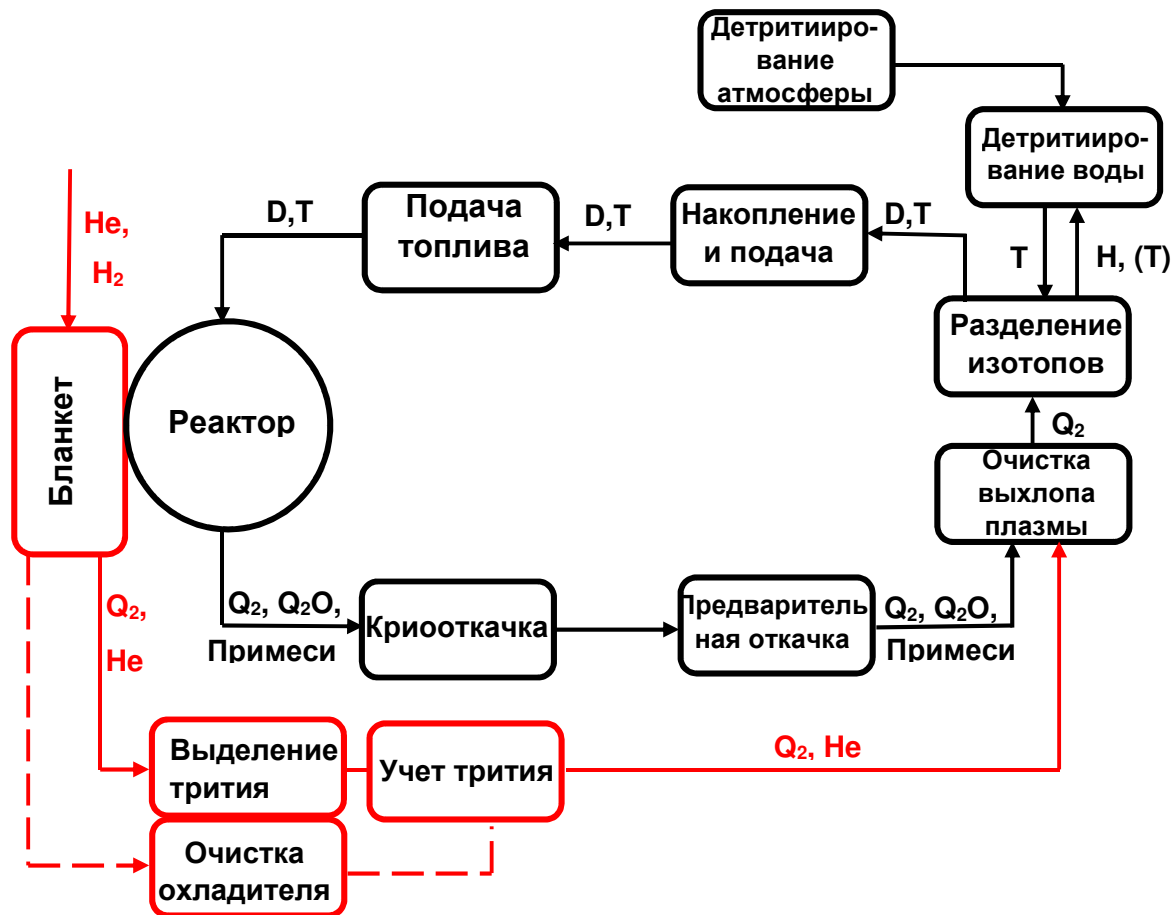 Детритииро-
вание
атмосферы
Детритииро-
вание воды
He,
H₂
D,T
Подача
топлива
D,T
Накопление
и подача
D,T
T
H, (T)
Разделение
изотопов
Бланкет
Реактор
Q₂
Очистка
выхлопа
плазмы
Q₂,
He
Q₂, Q₂O,
Примеси
Криооткачка
Предваритель
ная откачка
Q₂, Q₂O,
Примеси
Выделение
трития
Учет трития
Q₂, He
Очистка
охладителя